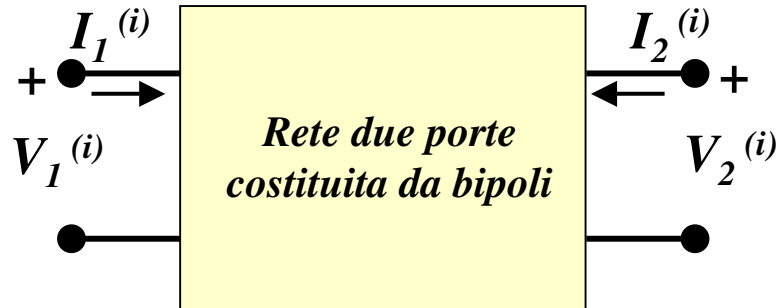 I1(i) I2(i)
+ +
Rete due porte
V1(i) V2(i)
costituita da bipoli